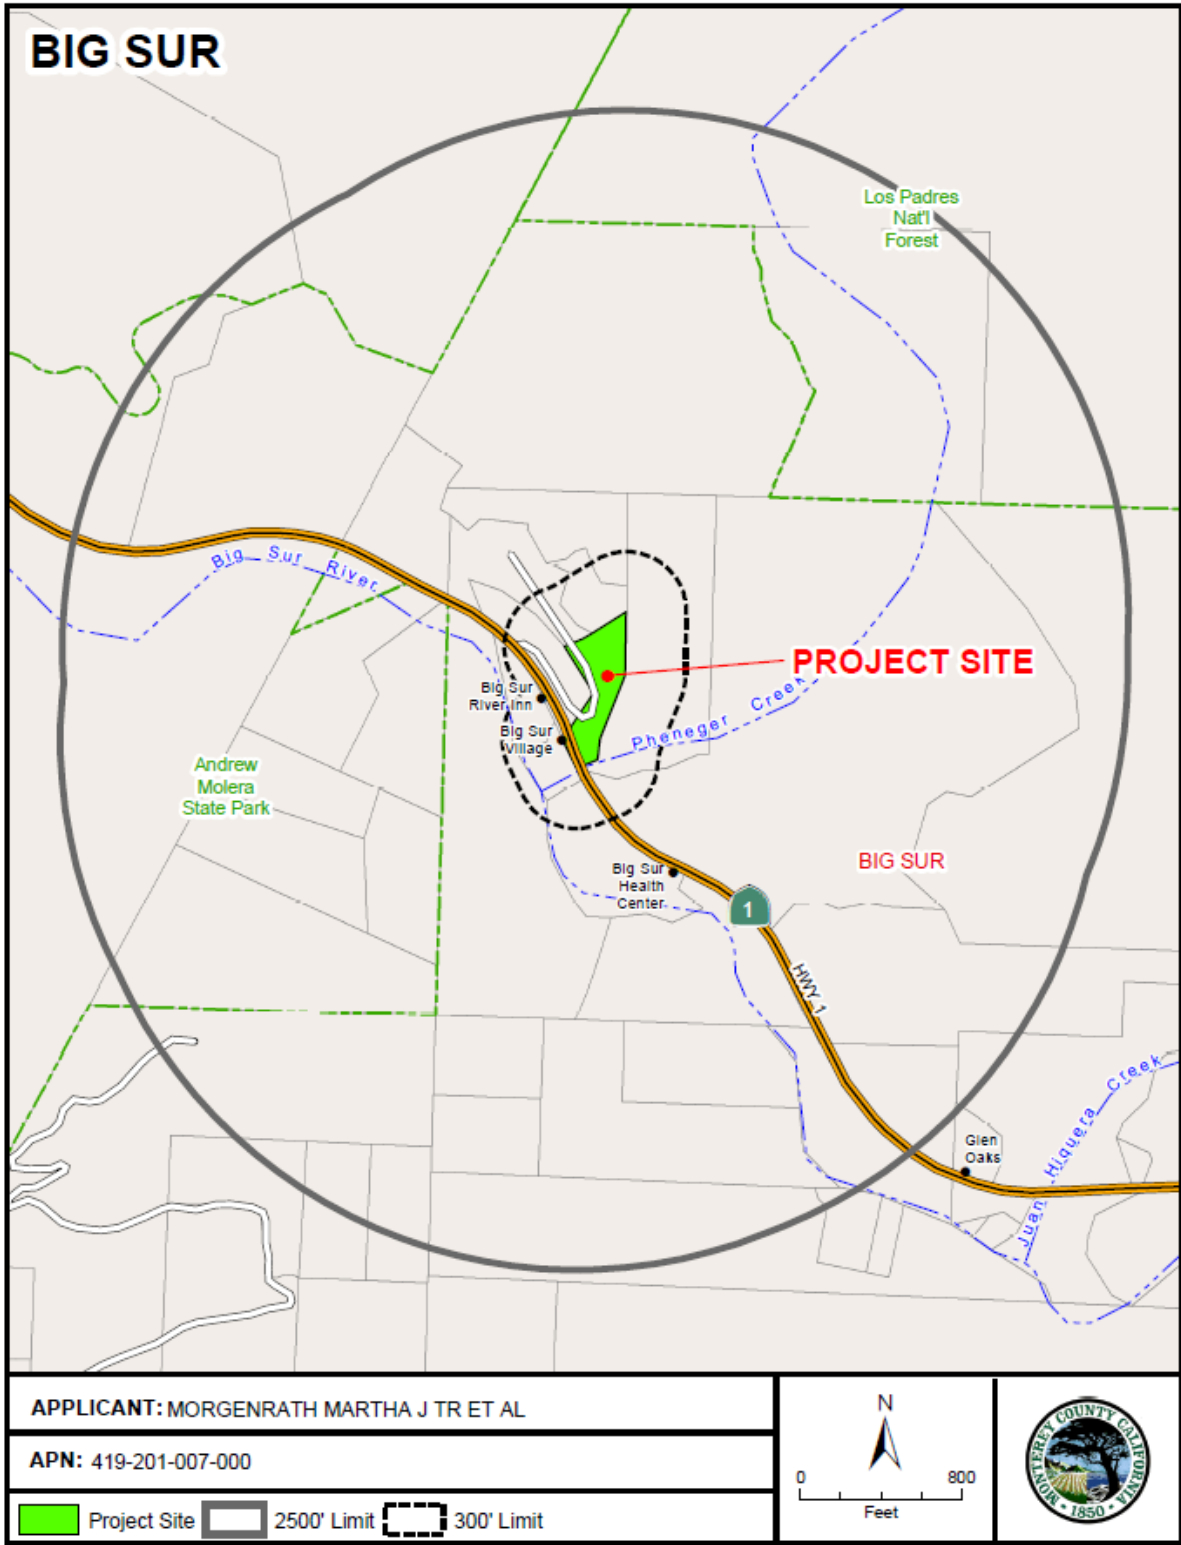 BIG SUR
Los Padres
Nat'l
Forest
Big Sur River
PROJECT SITE
Big Sur
River Inn
Pheneger Creek
Big Sur
Village
Andrew
Molera
State Park
BIG SUR
Big Sur
Health
Center
1
HWY 1
Glen
Oaks
Juan Hiquera Creek
APPLICANT: MORGENRATH MARTHA J TR ET AL
APN: 419-201-007-000
Project Site
2500' Limit
300' Limit
N
0 800
Feet
MONTEREY COUNTY CALIFORNIA
1850